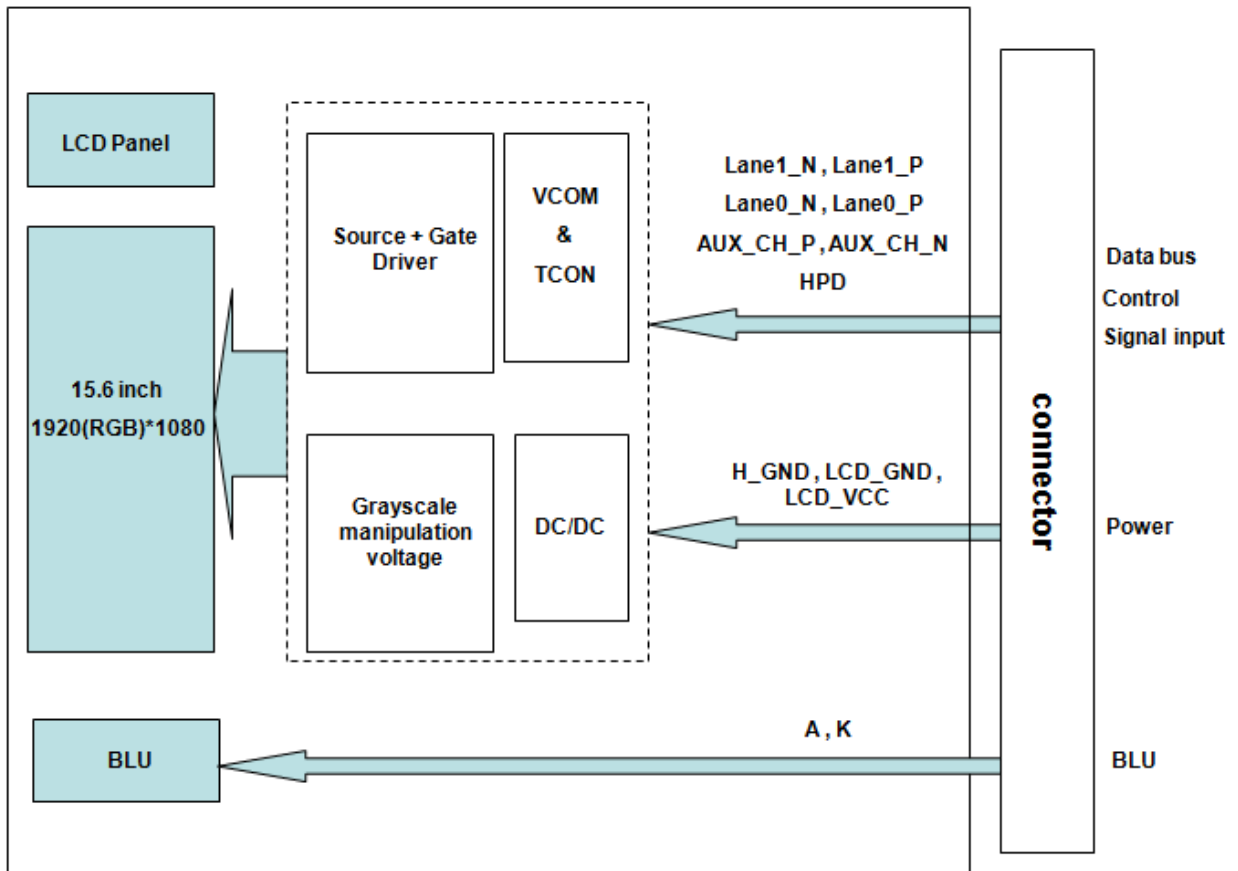 LCD Panel
15.6 inch
1920(RGB)*1080
BLU
Source + Gate
Driver
VCOM
&
TCON
Grayscale
manipulation
voltage
DC/DC
Lane1_N , Lane1_P
Lane0_N , Lane0_P
AUX_CH_P , AUX_CH_N
HPD
H_GND , LCD_GND ,
LCD_VCC
A , K
connector
Data bus
Control
Signal input
Power
BLU